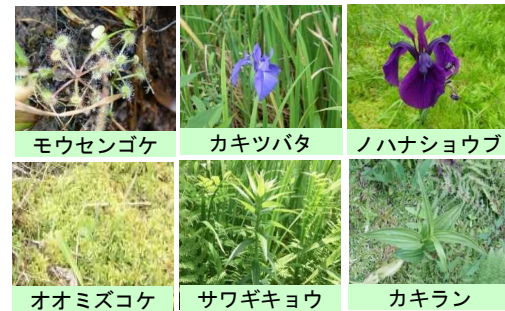 モウセンゴケ
カキツバタ
ノハナショウブ
オオミズコケ
サワギキョウ
カキラン